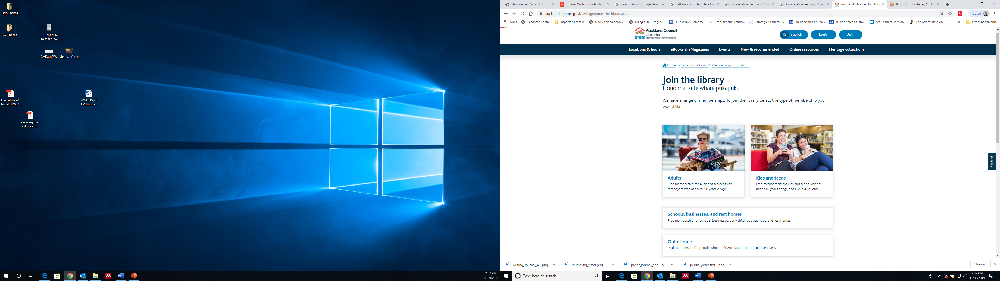 Ogo Photos
CV Photos
BRI-checkli...
to take fro...
CHINaq5W...
Geneva Video
The Future of
Travel EBOOK
ASSES Dip 6
TM Busine...
Growing the
next genera...
2:37 PM
11/09/2019
New Zealand School of Tou
Journal Writing Guide: How
grammatical - Google Sear
self evaluation template for
Cooperative Learning: 7 Fre
Cooperative Learning: 33-P
Auckland Libraries: Join the
Bitly | URL Shortener, Custo
aucklandlibraries.govt.nz/Pages/join-the-library.aspx
Paused
Apps
Resource Centre
Imported From IE
New Zealand Scho...
Using a 360-Degre...
5 Best 360° Camera...
Transactional Leade...
Strategic Leadershi...
10 Principles of Cha...
10 Principles of Stra...
Are Leaders Born or...
The Critical Role Of...
Other bookmarks
Auckland Council
Libraries
Ngā Pātaka Kōrero o Tāmaki Makaurau
Search
Login
Join
Locations & hours
eBooks & eMagazines
Events
New & recommended
Online resources
Heritage collections
Home > Locations & hours > Membership information
Join the library
Hono mai ki te whare pukapuka
We have a range of memberships. To join the library, select the type of membership you
would like.
Adults
Free membership for Auckland residents or
ratepayers who are over 18 years of age.
Kids and teens
Free membership for kids and teens who are
under 18 years of age and live in Auckland.
Schools, businesses, and rest homes
Free membership for schools, businesses, early childhood agencies, and rest homes.
Out of zone
Paid membership for people who aren't Auckland residents or ratepayers.
Feedback
writing_Journal_A....png
journaling_timer.png
paper_journal_and....p...
journal_brainstor....png
Show all
Type here to search
2:37 PM
11/09/2019